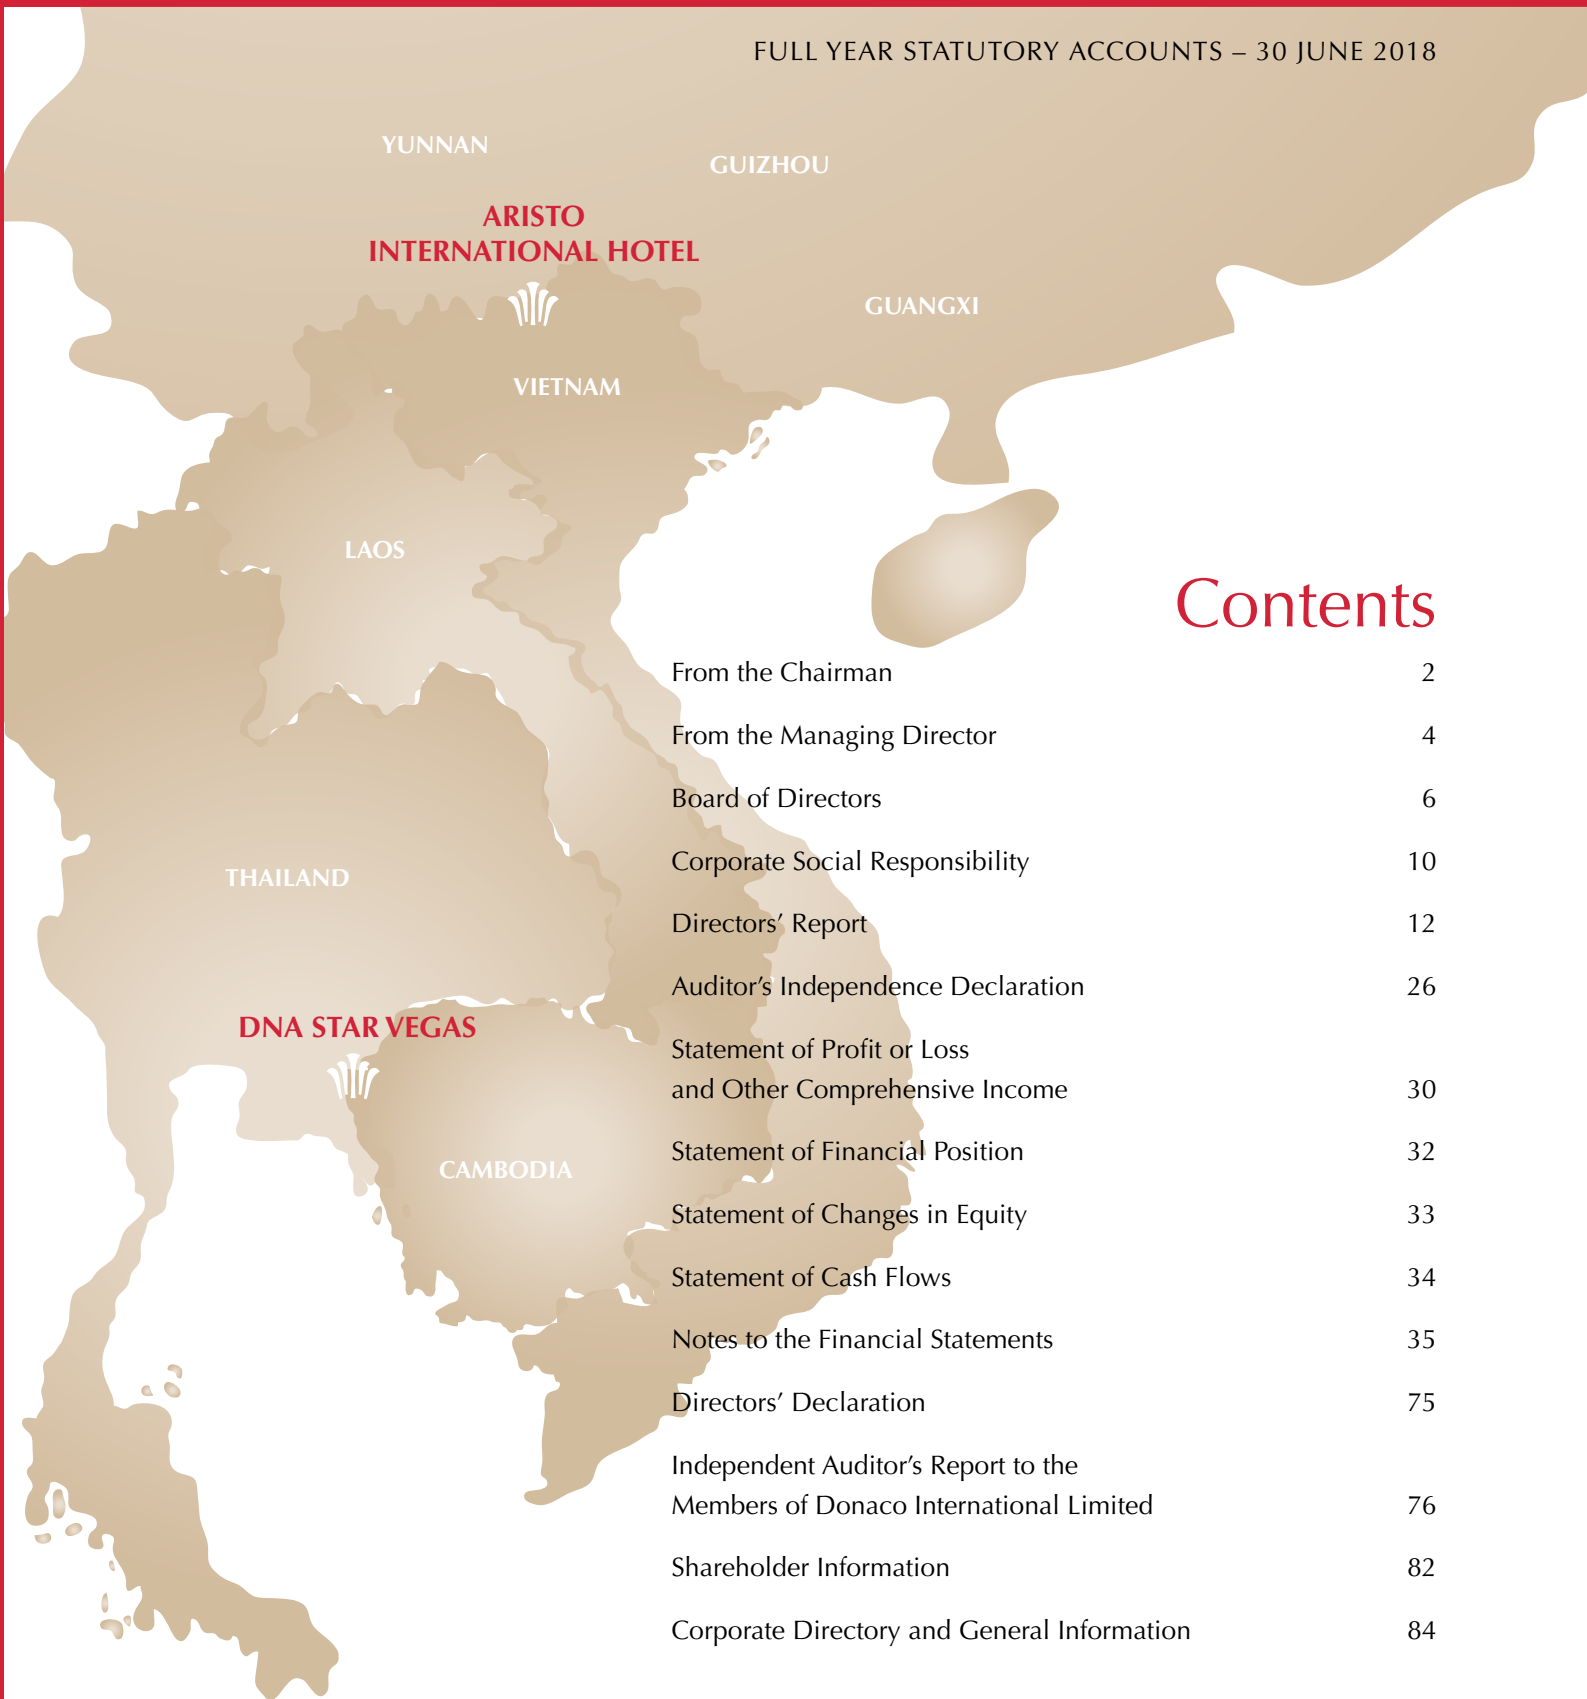 FULL YEAR STATUTORY ACCOUNTS – 30 JUNE 2018
YUNNAN
GUIZHOU
ARISTO
INTERNATIONAL HOTEL
GUANGXI
VIETNAM
LAOS
THAILAND
DNA STAR VEGAS
CAMBODIA
Contents
From the Chairman 2
From the Managing Director 4
Board of Directors 6
Corporate Social Responsibility 10
Directors’ Report 12
Auditor’s Independence Declaration 26
Statement of Profit or Loss
and Other Comprehensive Income 30
Statement of Financial Position 32
Statement of Changes in Equity 33
Statement of Cash Flows 34
Notes to the Financial Statements 35
Directors’ Declaration 75
Independent Auditor’s Report to the
Members of Donaco International Limited 76
Shareholder Information 82
Corporate Directory and General Information 84